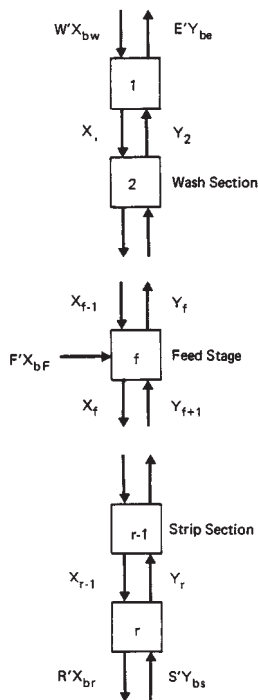 W'X_bw E'Y_be
1
X, Y_2
2 Wash Section
X_f-1 Y_f
F'X_bF f Feed Stage
X_f Y_f+1
r-1 Strip Section
X_r-1 Y_r
r
R'X_br S'Y_bs